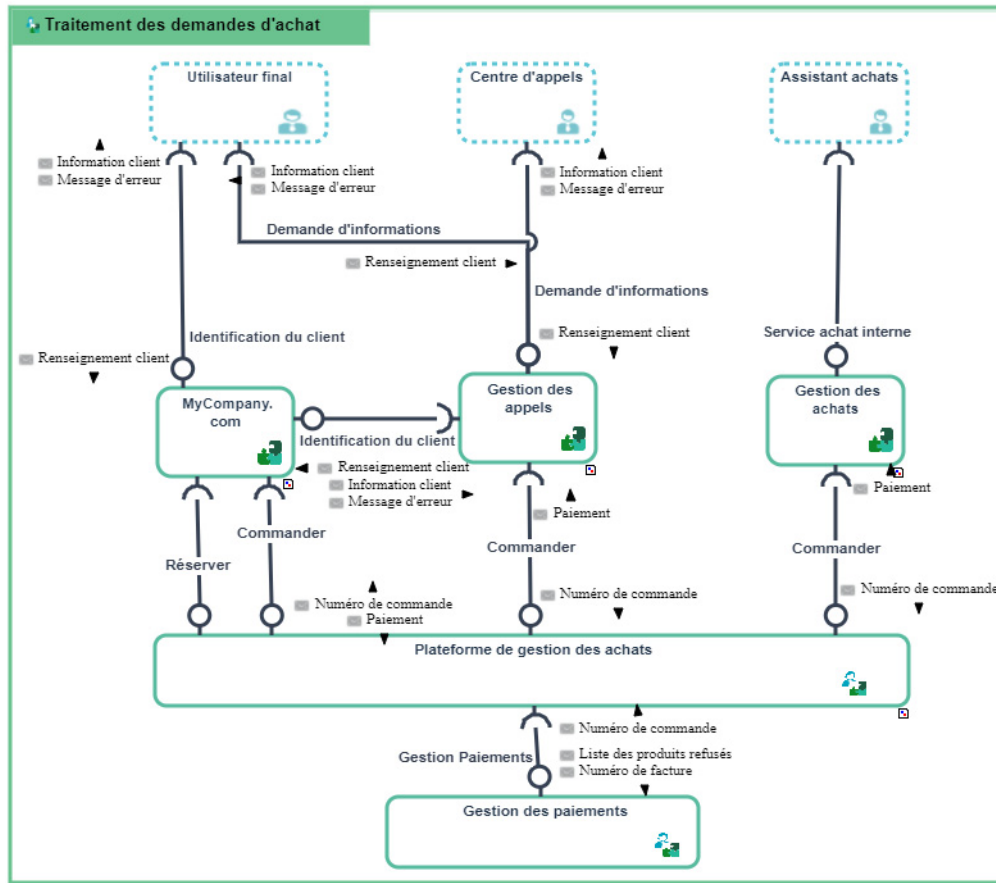 Traitement des demandes d'achat
Utilisateur final
Centre d'appels
Assistant achats
Information client
Message d'erreur
Information client
Message d'erreur
Information client
Message d'erreur
Demande d'informations
Renseignement client
Demande d'informations
Identification du client
Renseignement client
Service achat interne
Renseignement client
MyCompany.
com
Gestion des
appels
Gestion des
achats
Identification du client
Renseignement client
Information client
Message d'erreur
Paiement
Paiement
Commander
Réserver
Commander
Commander
Numéro de commande
Paiement
Numéro de commande
Numéro de commande
Plateforme de gestion des achats
Numéro de commande
Gestion Paiements
Liste des produits refusés
Numéro de facture
Gestion des paiements